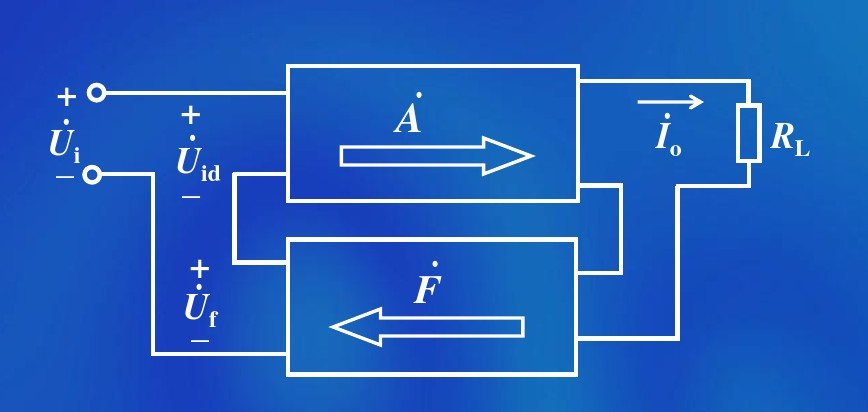 +
U̇i
−
+
U̇id
−
Ȧ
İo
RL
+
U̇f
−
Ḟ